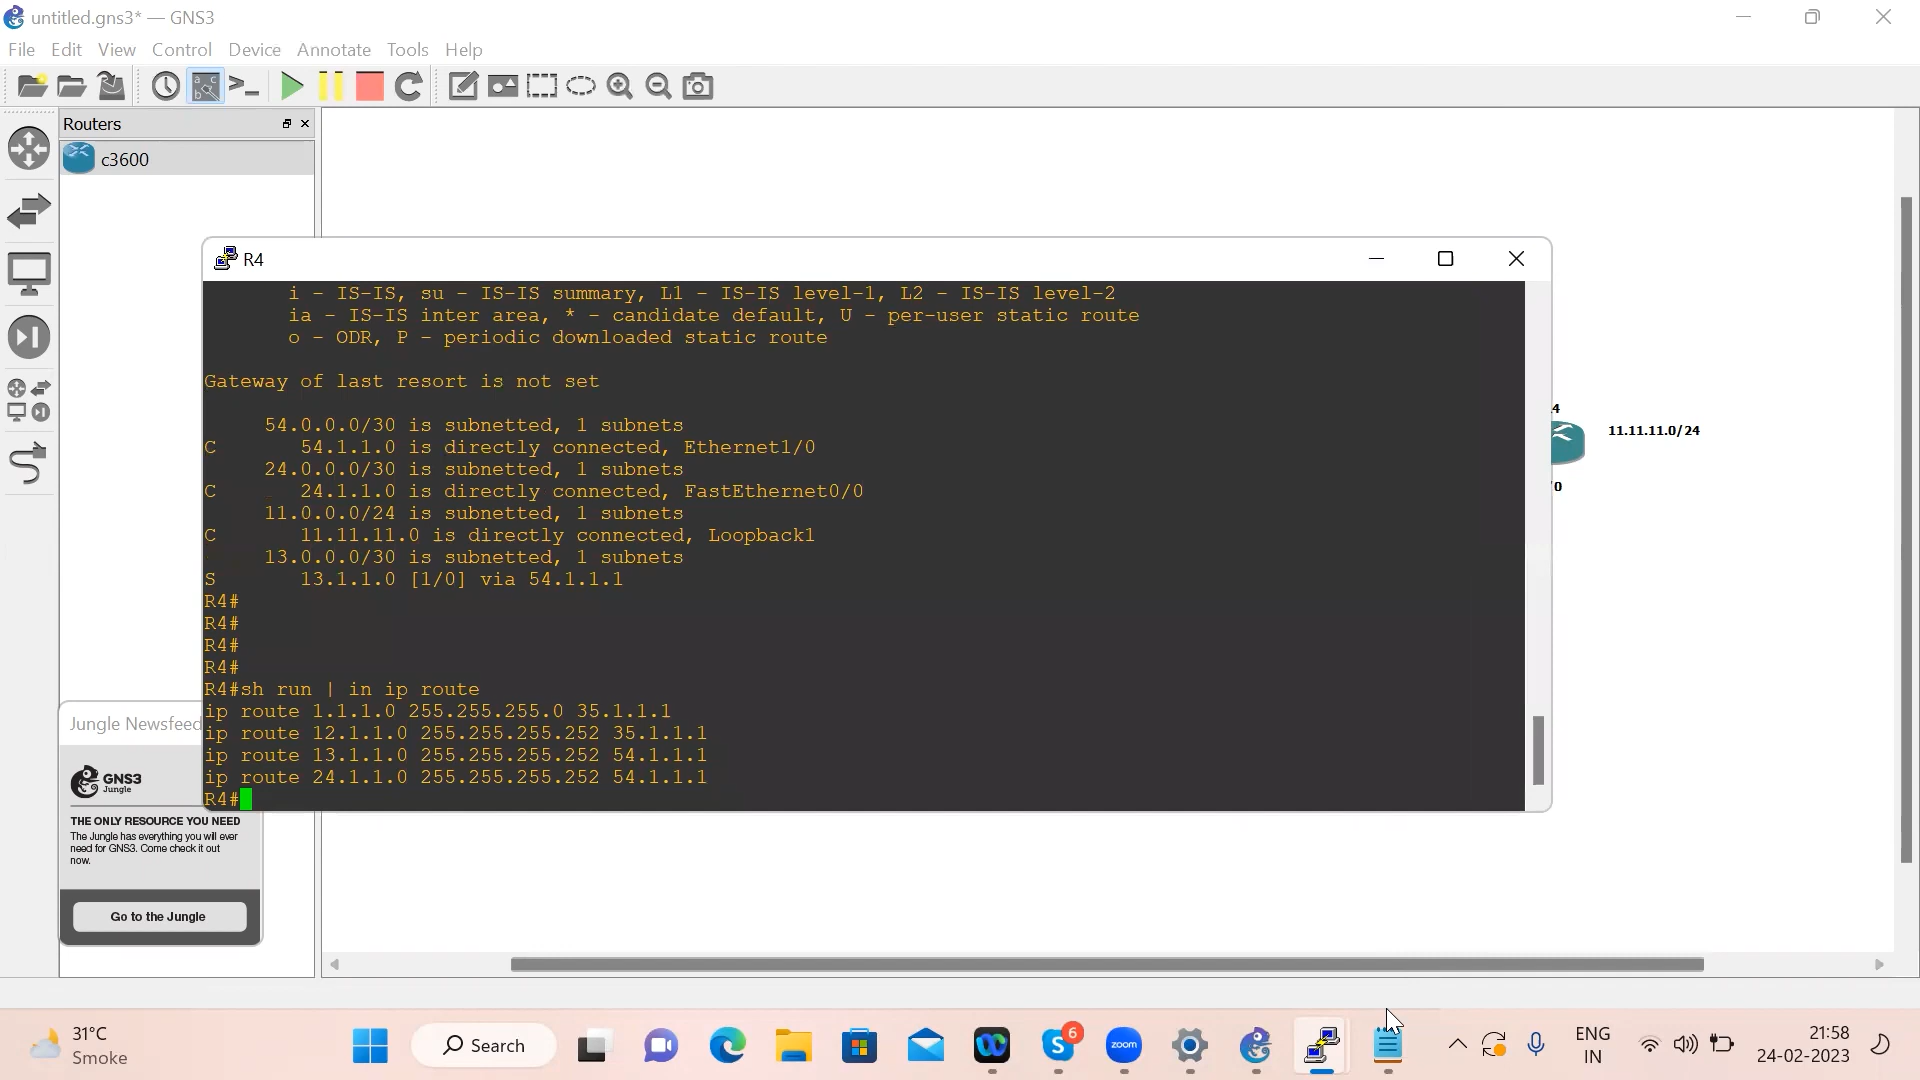 untitled.gns3* — GNS3
File Edit View Control Device Annotate Tools Help
Routers
c3600
R4
i - IS-IS, su - IS-IS summary, L1 - IS-IS level-1, L2 - IS-IS level-2
ia - IS-IS inter area, * - candidate default, U - per-user static route
o - ODR, P - periodic downloaded static route
Gateway of last resort is not set
54.0.0.0/30 is subnetted, 1 subnets
C 54.1.1.0 is directly connected, Ethernet1/0
24.0.0.0/30 is subnetted, 1 subnets
C 24.1.1.0 is directly connected, FastEthernet0/0
11.0.0.0/24 is subnetted, 1 subnets
C 11.11.11.0 is directly connected, Loopback1
13.0.0.0/30 is subnetted, 1 subnets
S 13.1.1.0 [1/0] via 54.1.1.1
R4#
R4#
R4#
R4#
R4#sh run | in ip route
ip route 1.1.1.0 255.255.255.0 35.1.1.1
ip route 12.1.1.0 255.255.255.252 35.1.1.1
ip route 13.1.1.0 255.255.255.252 54.1.1.1
ip route 24.1.1.0 255.255.255.252 54.1.1.1
R4#
4
11.11.11.0/24
'0
Jungle Newsfeed
GNS3
Jungle
THE ONLY RESOURCE YOU NEED
The Jungle has everything you will ever
need for GNS3. Come check it out
now.
Go to the Jungle
31°C
Smoke
Search
6
zoom
ENG
IN
21:58
24-02-2023